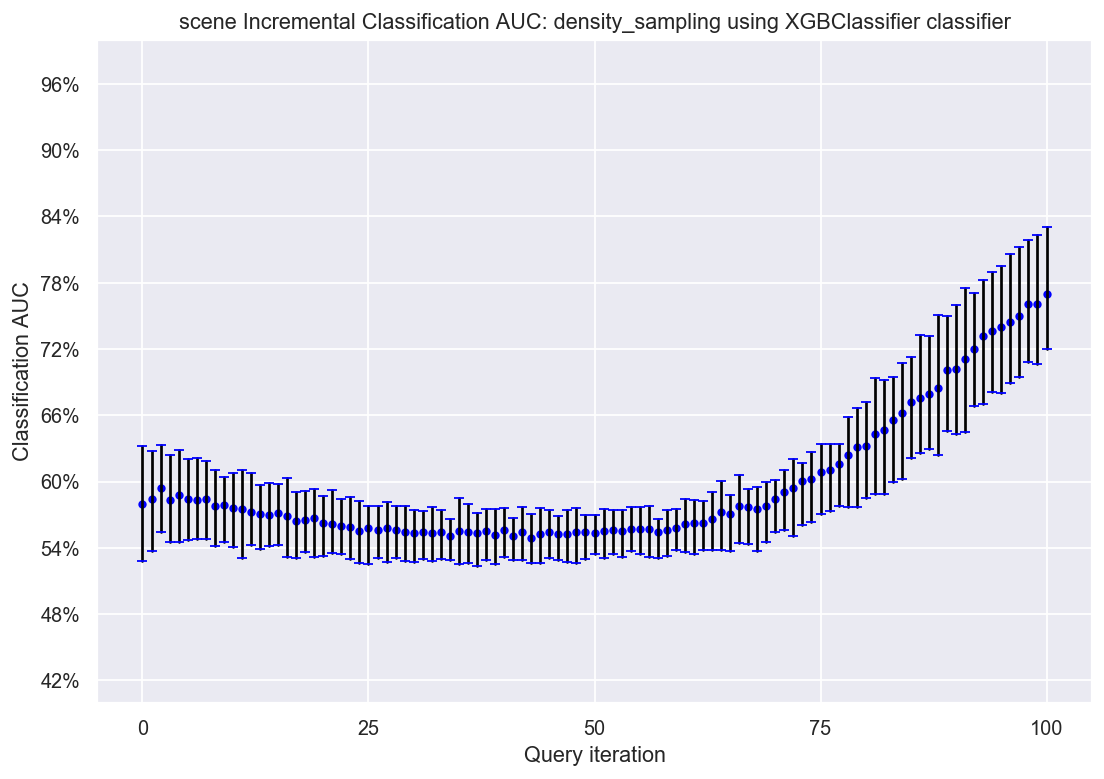 scene Incremental Classification AUC: density_sampling using XGBClassifier classifier
96%
90%
84%
78%
72%
66%
60%
54%
48%
42%
Classification AUC
0 25 50 75 100
Query iteration